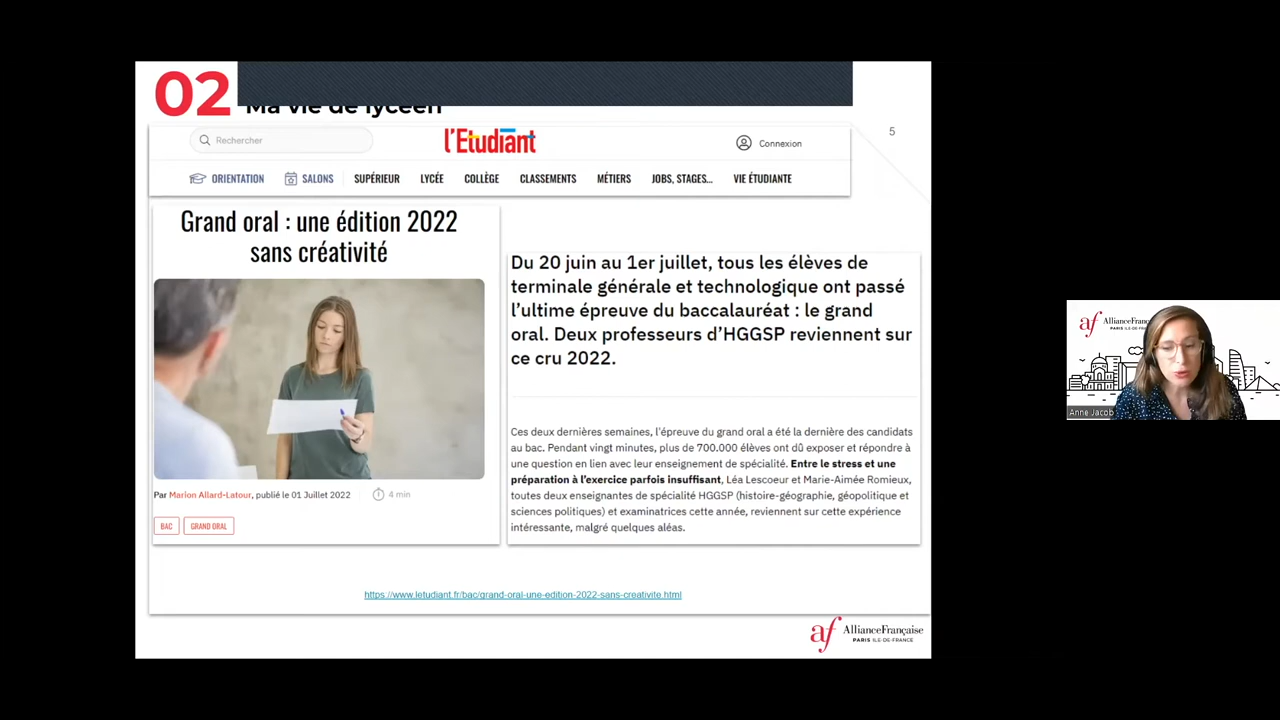 02
Ma vie de lycéen
5
Rechercher
l'Etudiant
Connexion
ORIENTATION
SALONS
SUPÉRIEUR
LYCÉE
COLLÈGE
CLASSEMENTS
MÉTIERS
JOBS, STAGES...
VIE ÉTUDIANTE
Grand oral : une édition 2022
sans créativité
Par Marion Allard-Latour, publié le 01 Juillet 2022
4 min
BAC
GRAND ORAL
Du 20 juin au 1er juillet, tous les élèves de
terminale générale et technologique ont passé
l’ultime épreuve du baccalauréat : le grand
oral. Deux professeurs d’HGGSP reviennent sur
ce cru 2022.
Ces deux dernières semaines, l’épreuve du grand oral a été la dernière des candidats
au bac. Pendant vingt minutes, plus de 700.000 élèves ont dû exposer et répondre à
une question en lien avec leur enseignement de spécialité. Entre le stress et une
préparation à l’exercice parfois insuffisant, Léa Lescoeur et Marie-Aimée Romieux,
toutes deux enseignantes de spécialité HGGSP (histoire-géographie, géopolitique et
sciences politiques) et examinatrices cette année, reviennent sur cette expérience
intéressante, malgré quelques aléas.
https://www.letudiant.fr/bac/grand-oral-une-edition-2022-sans-creativite.html
af AllianceFrançaise
PARIS ILE-DE-FRANCE
af
Anne Jacob